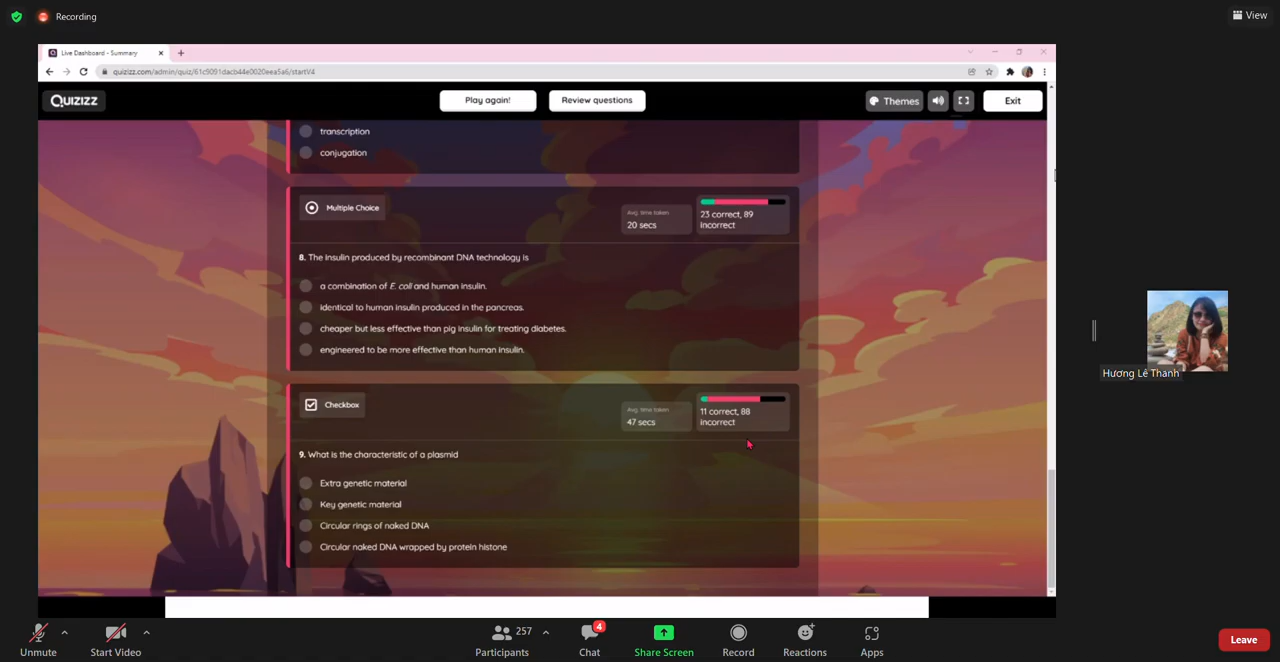 Recording
View
Live Dashboard - Summary
quizizz.com/admin/quiz/61c9091dacb44e0020eea5a6/startV4
QUIZIZZ
Play again!
Review questions
Themes
Exit
transcription
conjugation
Multiple Choice
Avg. time taken
20 secs
23 correct, 89
incorrect
8. The Insulin produced by recombinant DNA technology is
a combination of E. coli and human insulin.
identical to human insulin produced in the pancreas.
cheaper but less effective than pig insulin for treating diabetes.
engineered to be more effective than human insulin.
Checkbox
Avg. time taken
47 secs
11 correct, 88
incorrect
9. What is the characteristic of a plasmid
Extra genetic material
Key genetic material
Circular rings of naked DNA
Circular naked DNA wrapped by protein histone
Hương Lê Thanh
Unmute
Start Video
257
Participants
4
Chat
Share Screen
Record
Reactions
Apps
Leave